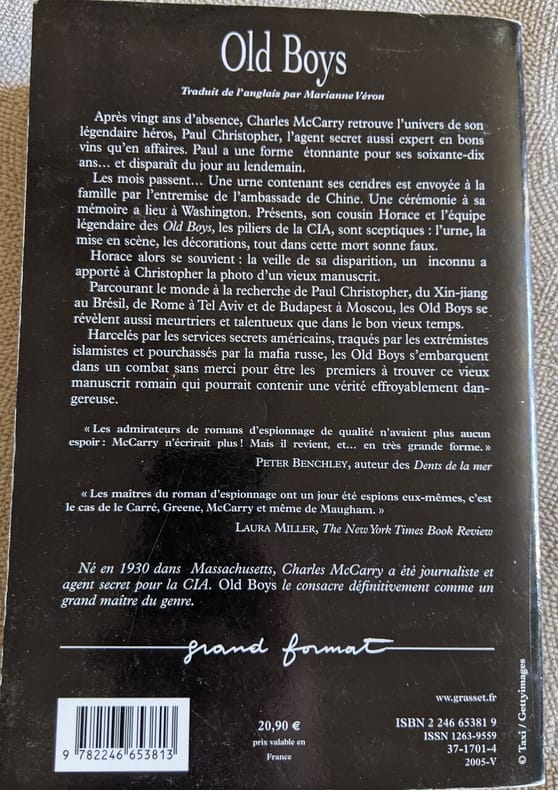 Old Boys
Traduit de l'anglais par Marianne Véron
Après vingt ans d'absence, Charles McCarry retrouve l'univers de son
légendaire héros, Paul Christopher, l'agent secret aussi expert en bons
vins qu'en affaires. Paul a une forme étonnante pour ses soixante-dix
ans... et disparaît du jour au lendemain.
Les mois passent... Une urne contenant ses cendres est envoyée à la
famille par l'entremise de l'ambassade de Chine. Une cérémonie à sa
mémoire a lieu à Washington. Présents, son cousin Horace et l'équipe
légendaire des Old Boys, les piliers de la CIA, sont sceptiques : l'urne, la
mise en scène, les décorations, tout dans cette mort sonne faux.
Horace alors se souvient : la veille de sa disparition, un inconnu a
apporté à Christopher la photo d'un vieux manuscrit.
Parcourant le monde à la recherche de Paul Christopher, du Xin-jiang
au Brésil, de Rome à Tel Aviv et de Budapest à Moscou, les Old Boys se
révèlent aussi meurtriers et talentueux que dans le bon vieux temps.
Harcelés par les services secrets américains, traqués par les extrémistes
islamistes et pourchassés par la mafia russe, les Old Boys s'embarquent
dans un combat sans merci pour être les premiers à trouver ce vieux
manuscrit romain qui pourrait contenir une vérité effroyablement dan-
gereuse.
« Les admirateurs de romans d'espionnage de qualité n'avaient plus aucun
espoir : McCarry n'écrirait plus ! Mais il revient, et... en très grande forme. »
PETER BENCHLEY, auteur des Dents de la mer
« Les maîtres du roman d'espionnage ont un jour été espions eux-mêmes, c'est
le cas de le Carré, Greene, McCarry et même de Maugham. »
LAURA MILLER, The New York Times Book Review
Né en 1930 dans Massachusetts, Charles McCarry a été journaliste et
agent secret pour la CIA. Old Boys le consacre définitivement comme un
grand maître du genre.
grand format
ww.grasset.fr
20,90 €
prix valable en
France
ISBN 2 246 65381 9
ISSN 1263-9559
37-1701-4
2005-V
9 782246 653813
© Taxi / Gettyimages